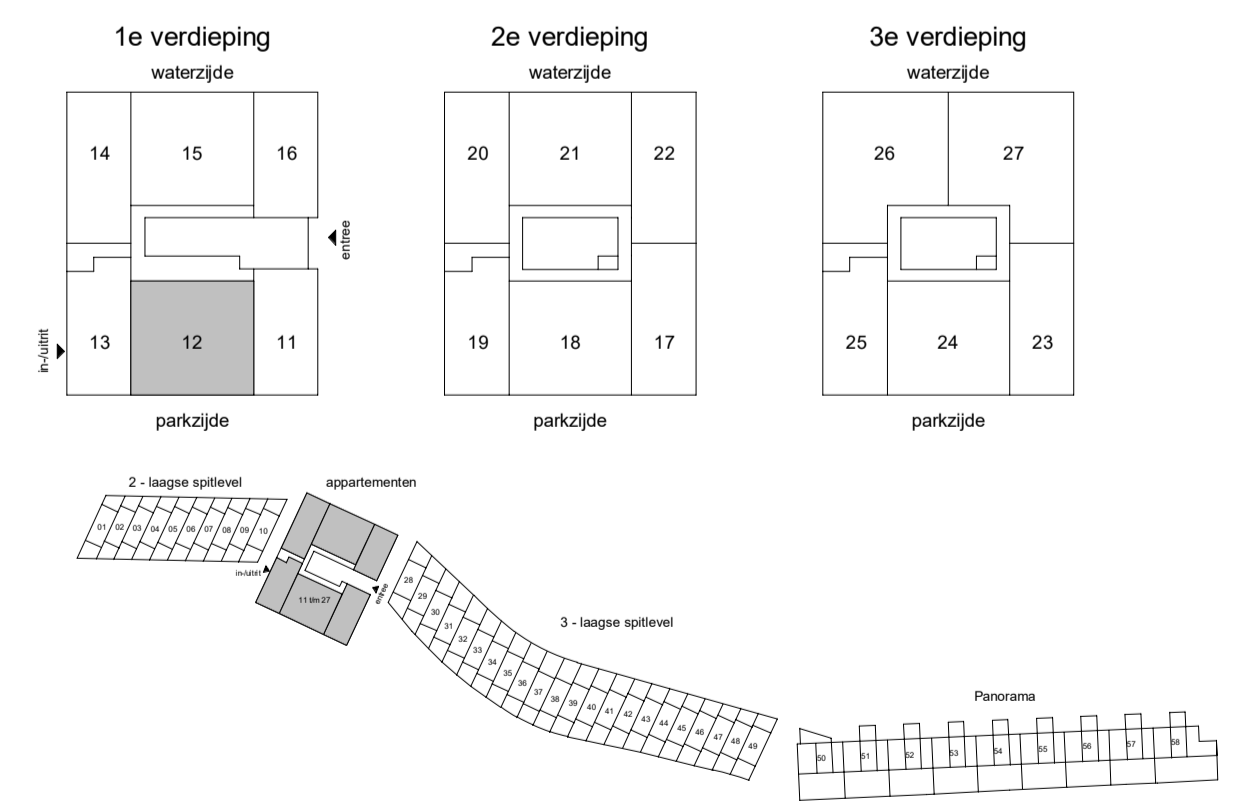 1e verdieping 2e verdieping 3e verdieping
waterzijde waterzijde waterzijde
14 15 16 20 21 22 26 27
entree
in-/uitrit
13 12 11 19 18 17 25 24 23
parkzijde parkzijde parkzijde
2 - laagse spitlevel appartementen
01 02 03 04 05 06 07 08 09 10
in-/uitrit
11 t/m 27
entree
3 - laagse spitlevel
28 29 30 31 32 33 34 35 36 37 38 39 40 41 42 43 44 45 46 47 48 49
Panorama
50 51 52 53 54 55 56 57 58